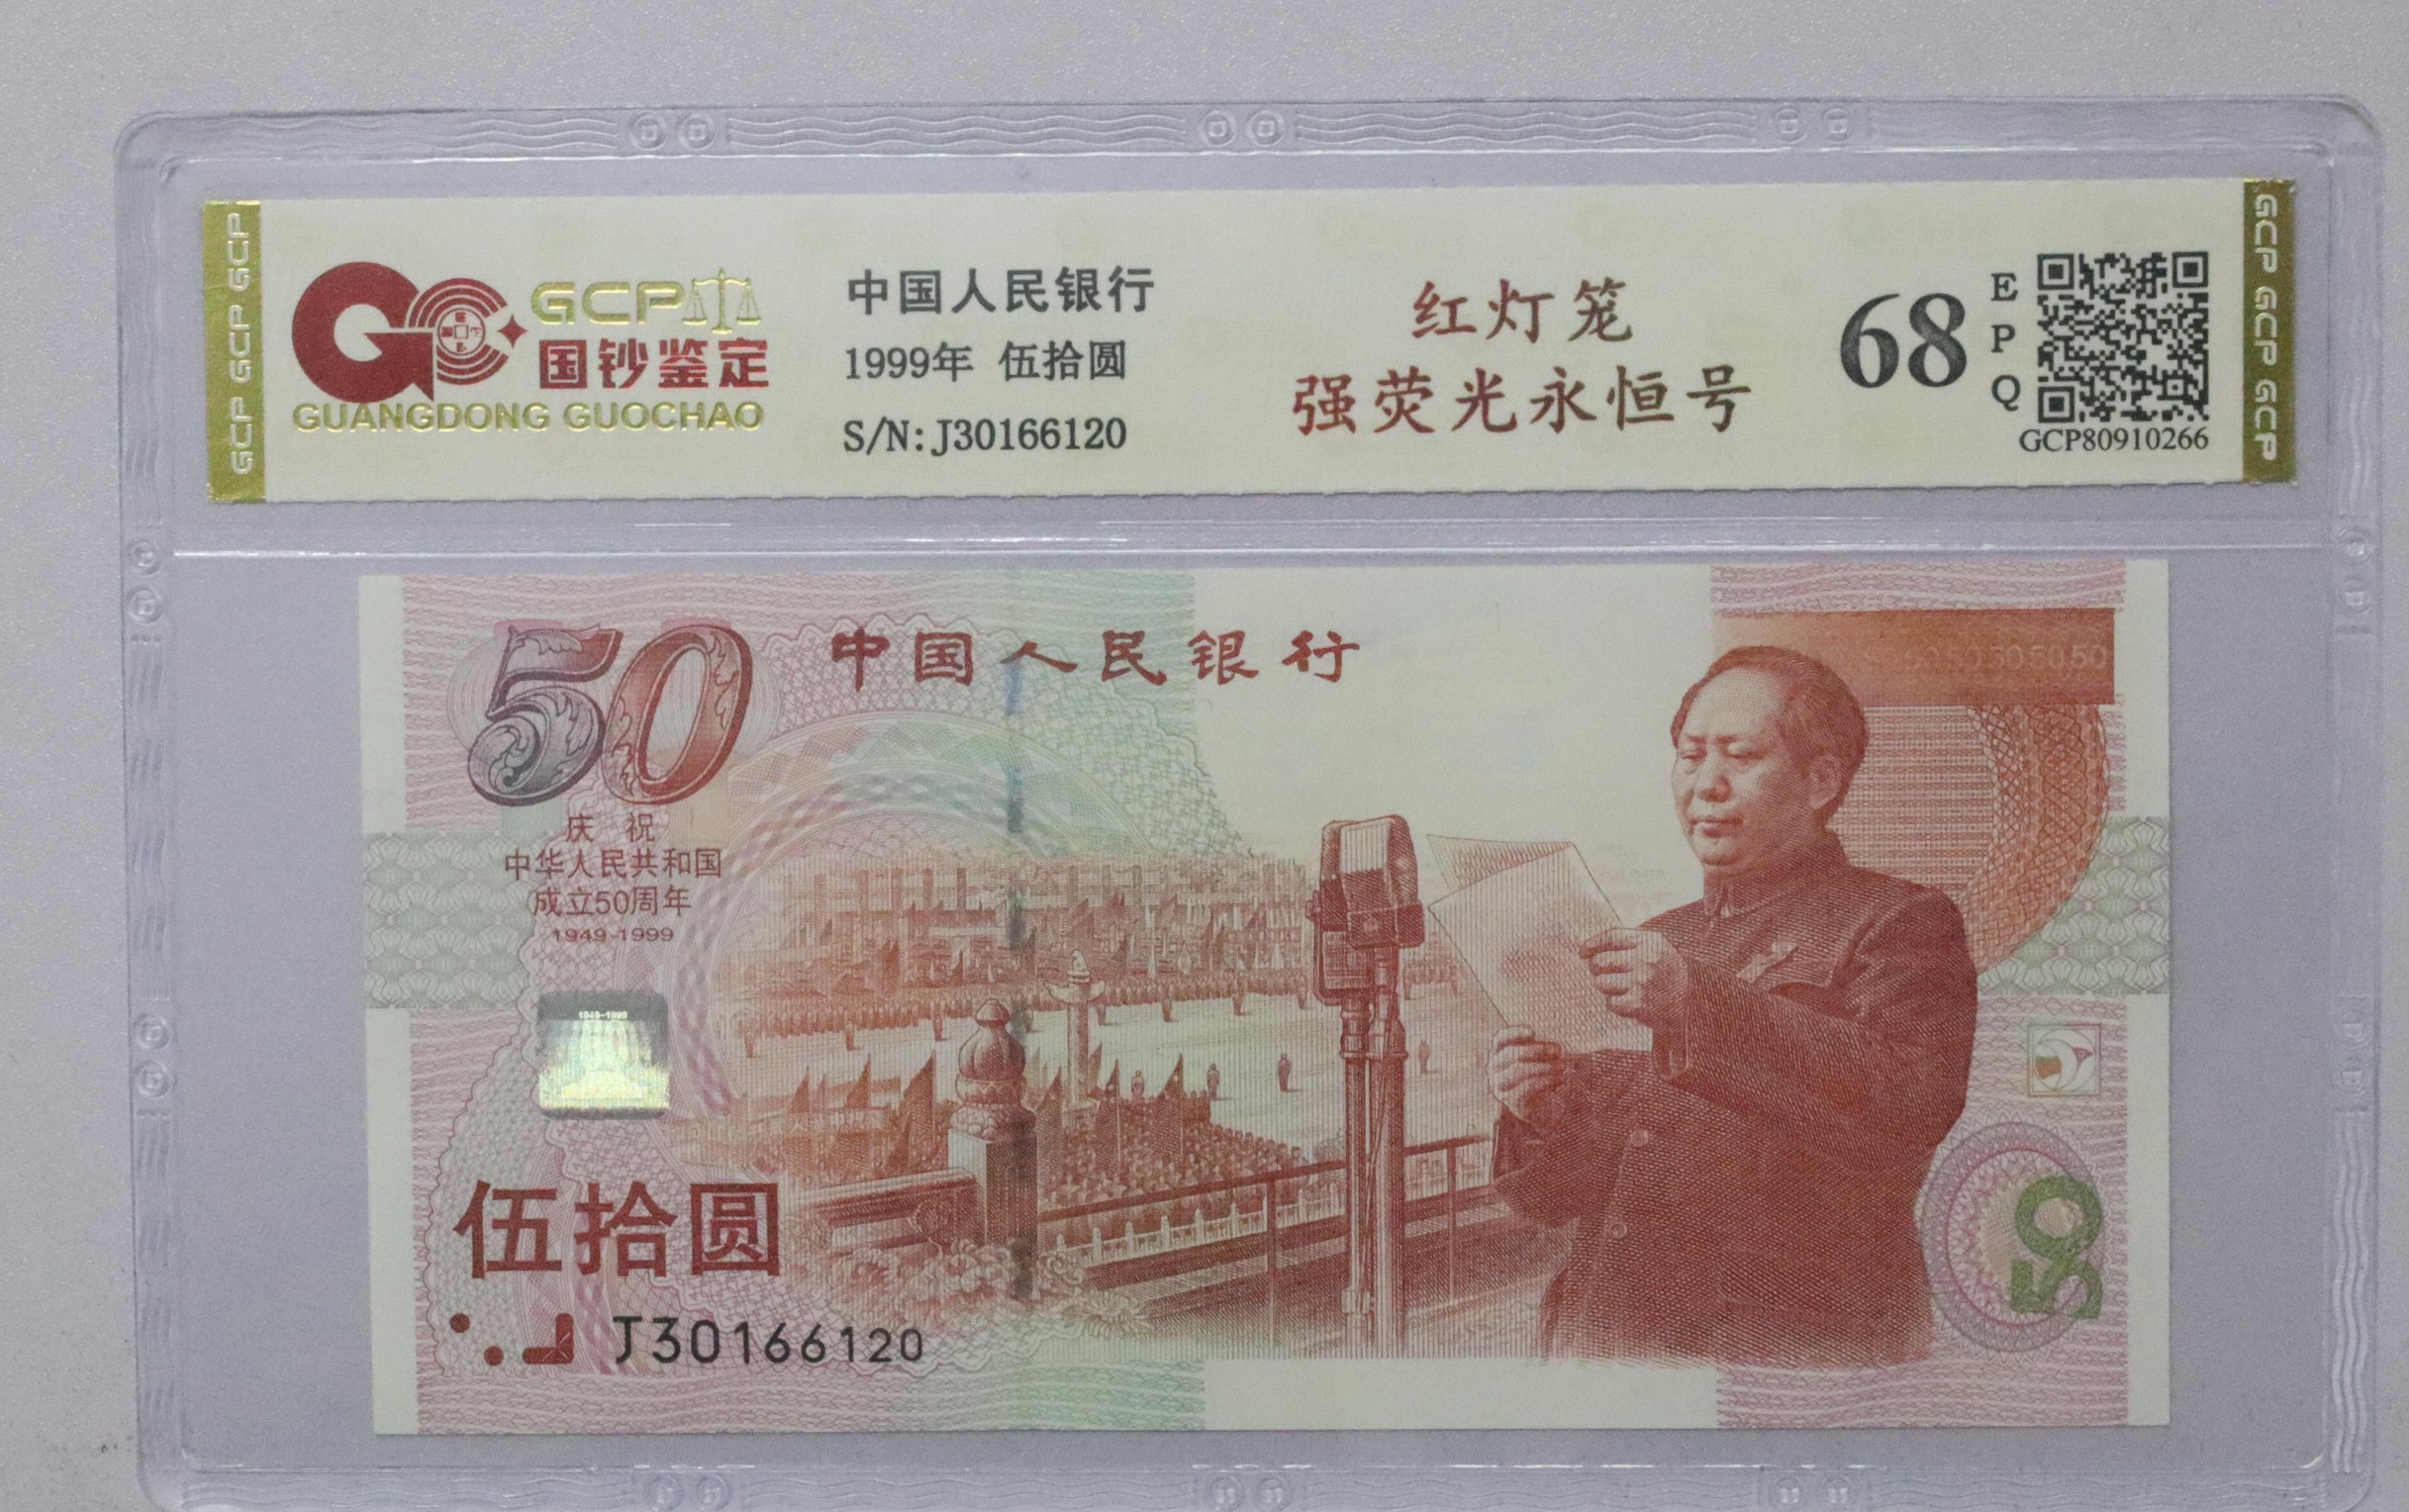 GCP GCP GCP
GCP
国钞鉴定
GUANGDONG GUOCHAO
中国人民银行
1999年 伍拾圆
S/N:J30166120
红灯笼
强荧光永恒号
68
EPQ
GCP80910266
GCP GCP GCP
50
中国人民银行
庆祝
中华人民共和国
成立50周年
1949-1999
1949-1999
伍拾圆
J30166120
50